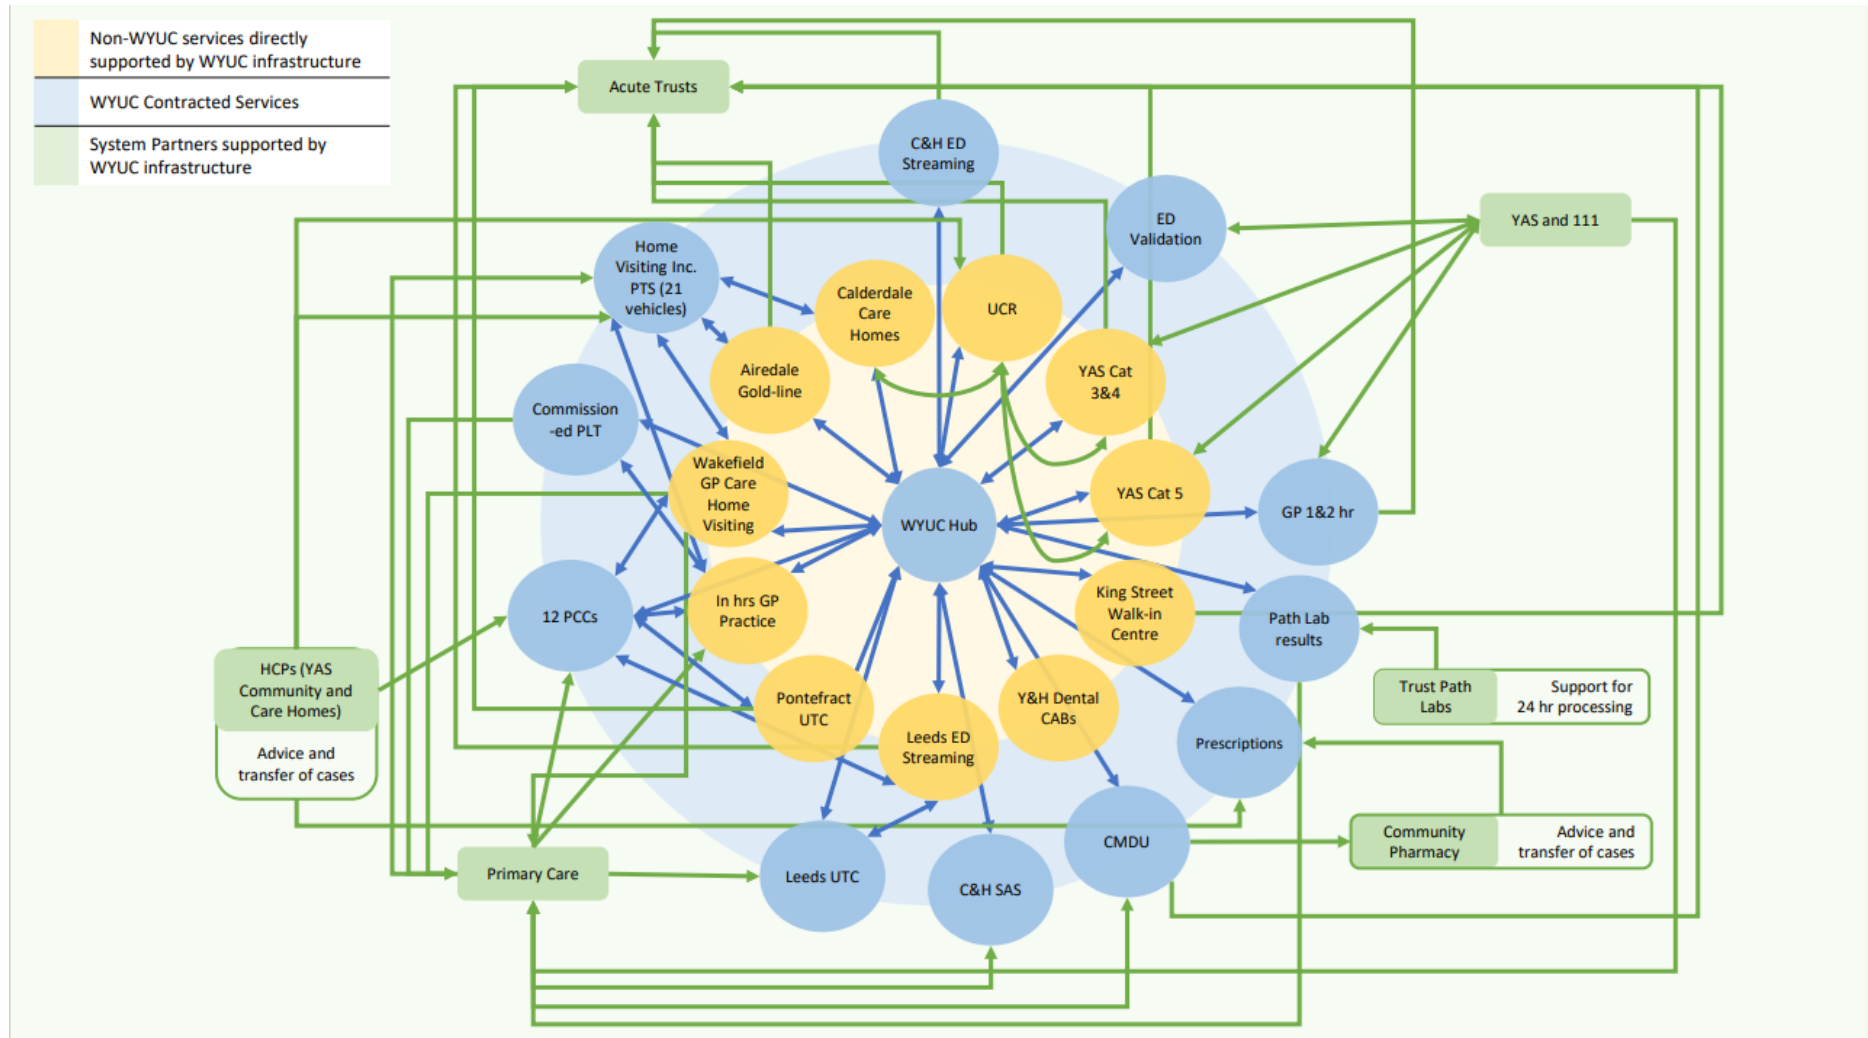 Non-WYUC services directly
supported by WYUC infrastructure
WYUC Contracted Services
System Partners supported by
WYUC infrastructure
Acute Trusts
C&H ED
Streaming
ED
Validation
YAS and 111
Home
Visiting Inc.
PTS (21
vehicles)
Calderdale
Care
Homes
UCR
Airedale
Gold-line
YAS Cat
3&4
Commission
-ed PLT
Wakefield
GP Care
Home
Visiting
YAS Cat 5
WYUC Hub
GP 1&2 hr
12 PCCs
In hrs GP
Practice
King Street
Walk-in
Centre
Path Lab
results
HCPs (YAS
Community and
Care Homes)
Advice and
transfer of cases
Pontefract
UTC
Y&H Dental
CABs
Leeds ED
Streaming
Trust Path
Labs
Support for
24 hr processing
Prescriptions
CMDU
Community
Pharmacy
Advice and
transfer of cases
Primary Care
Leeds UTC
C&H SAS